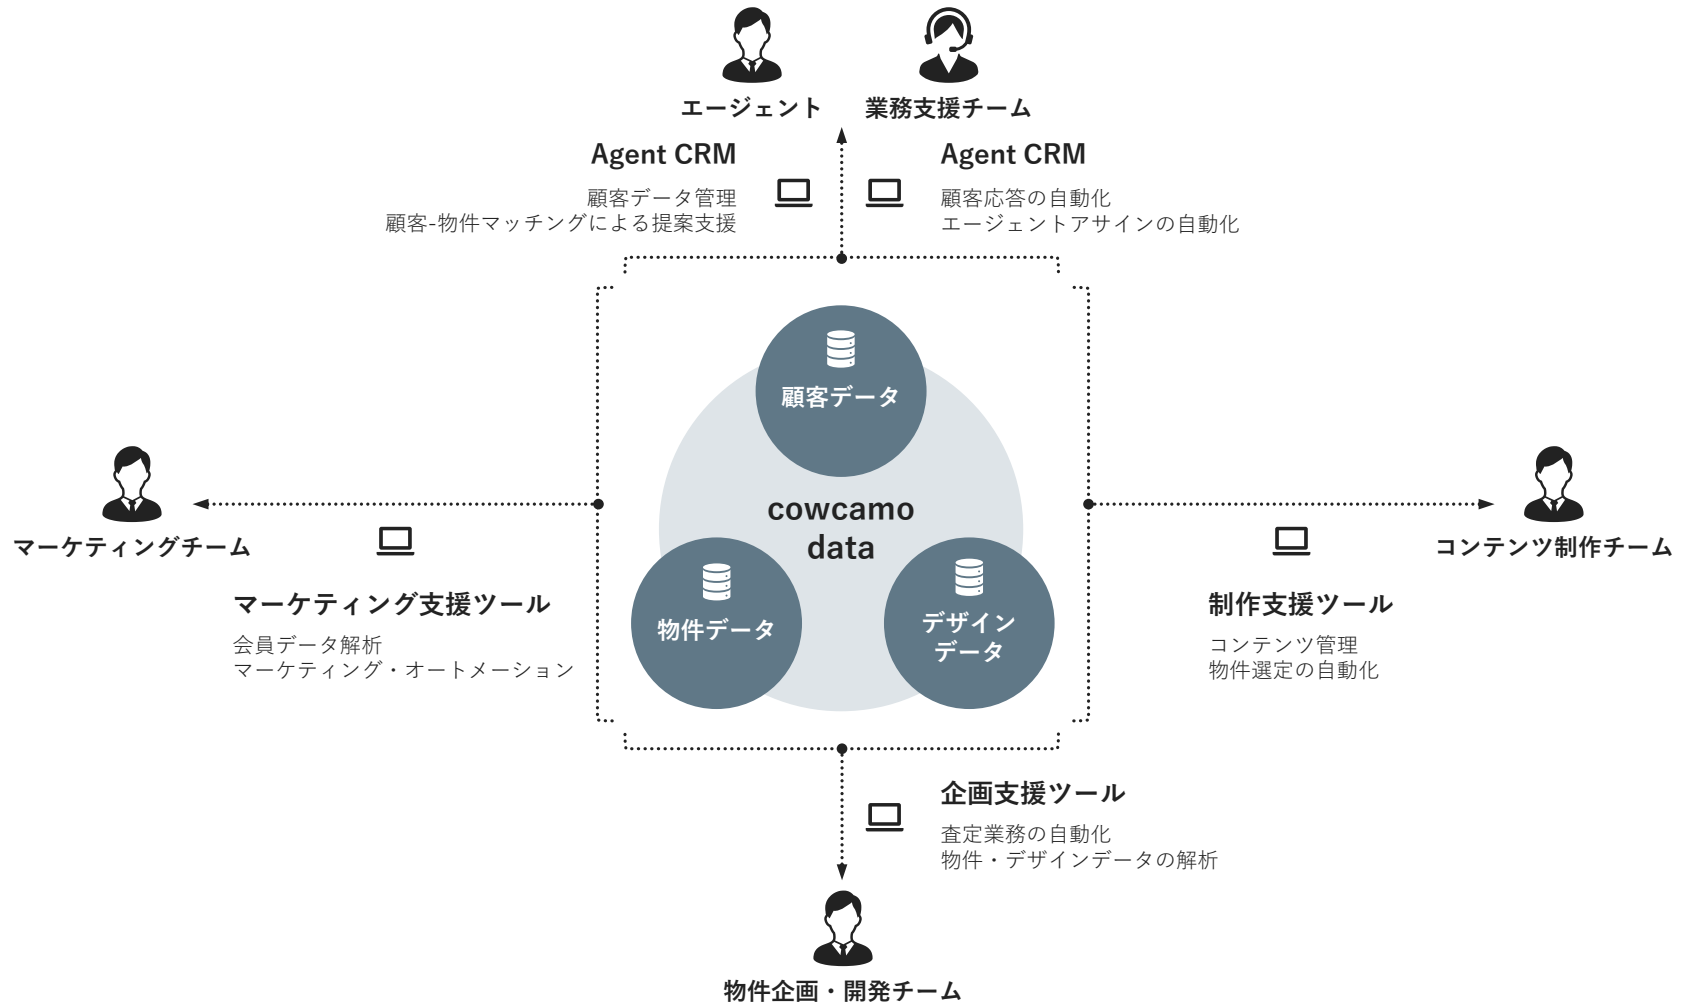 エージェント
業務支援チーム
Agent CRM
顧客データ管理
顧客-物件マッチングによる提案支援
Agent CRM
顧客応答の自動化
エージェントアサインの自動化
顧客データ
cowcamo
data
物件データ
デザイン
データ
マーケティングチーム
マーケティング支援ツール
会員データ解析
マーケティング・オートメーション
コンテンツ制作チーム
制作支援ツール
コンテンツ管理
物件選定の自動化
企画支援ツール
査定業務の自動化
物件・デザインデータの解析
物件企画・開発チーム